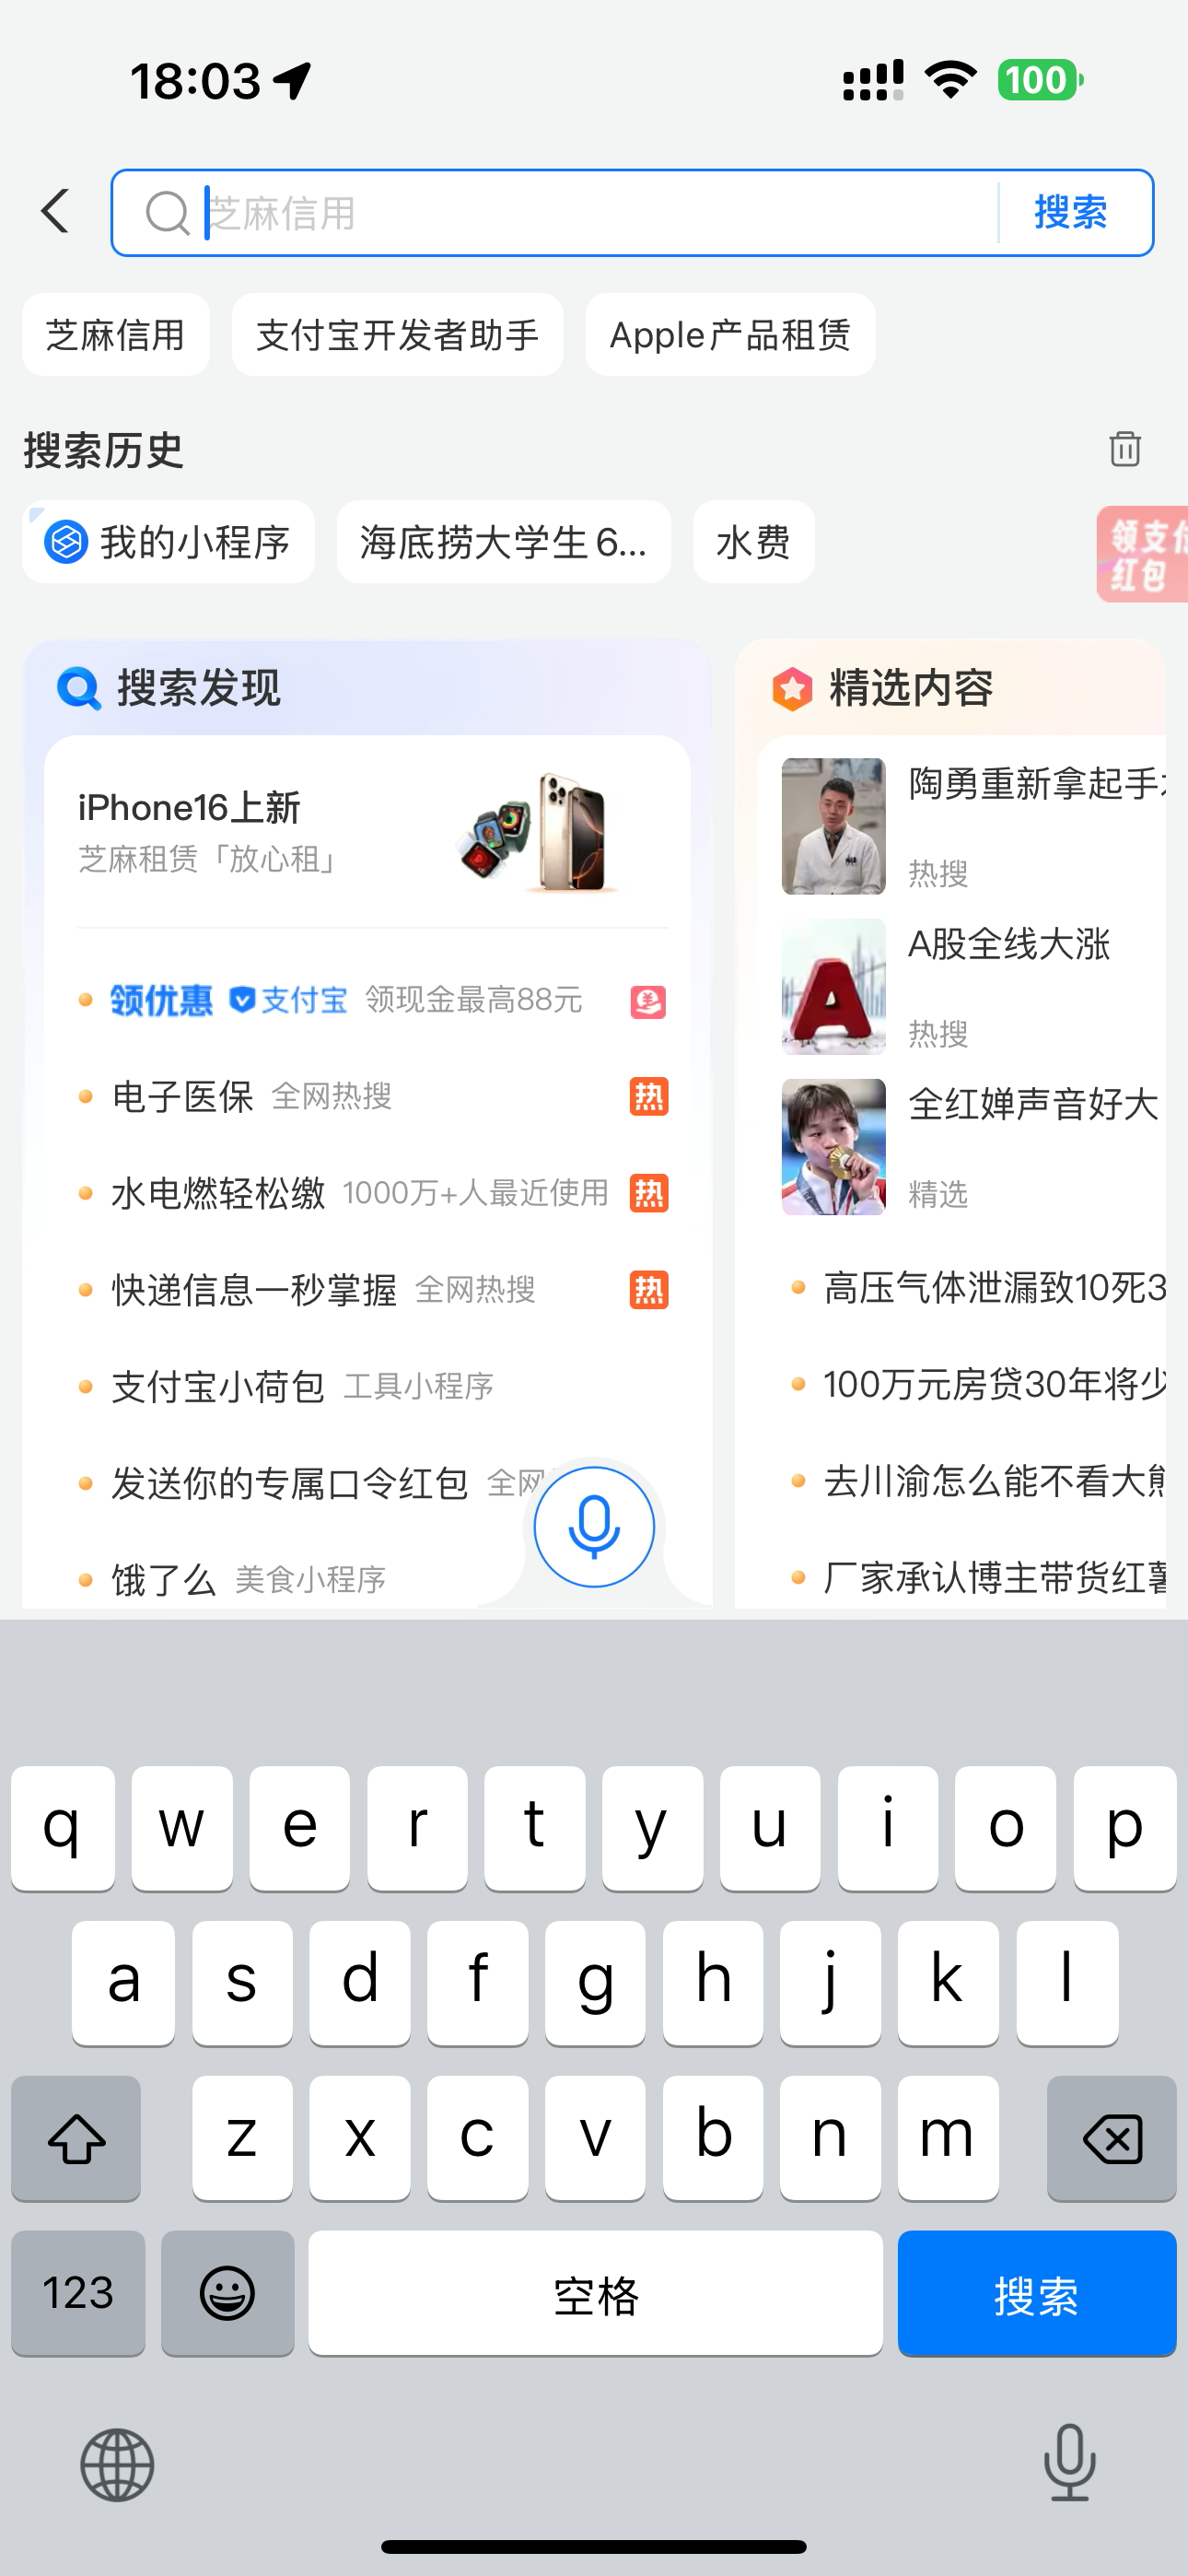 18:03
100
芝麻信用
搜索
芝麻信用
支付宝开发者助手
Apple产品租赁
搜索历史
我的小程序
海底捞大学生6...
水费
领支付
红包
搜索发现
iPhone16上新
芝麻租赁「放心租」
领优惠 支付宝 领现金最高88元
电子医保 全网热搜 热
水电燃轻松缴 1000万+人最近使用 热
快递信息一秒掌握 全网热搜 热
支付宝小荷包 工具小程序
发送你的专属口令红包 全网
饿了么 美食小程序
精选内容
陶勇重新拿起手
热搜
A股全线大涨
热搜
全红婵声音好大
精选
高压气体泄漏致10死3
100万元房贷30年将少
去川渝怎么能不看大熊
厂家承认博主带货红薯
q w e r t y u i o p
a s d f g h j k l
z x c v b n m
123
空格
搜索